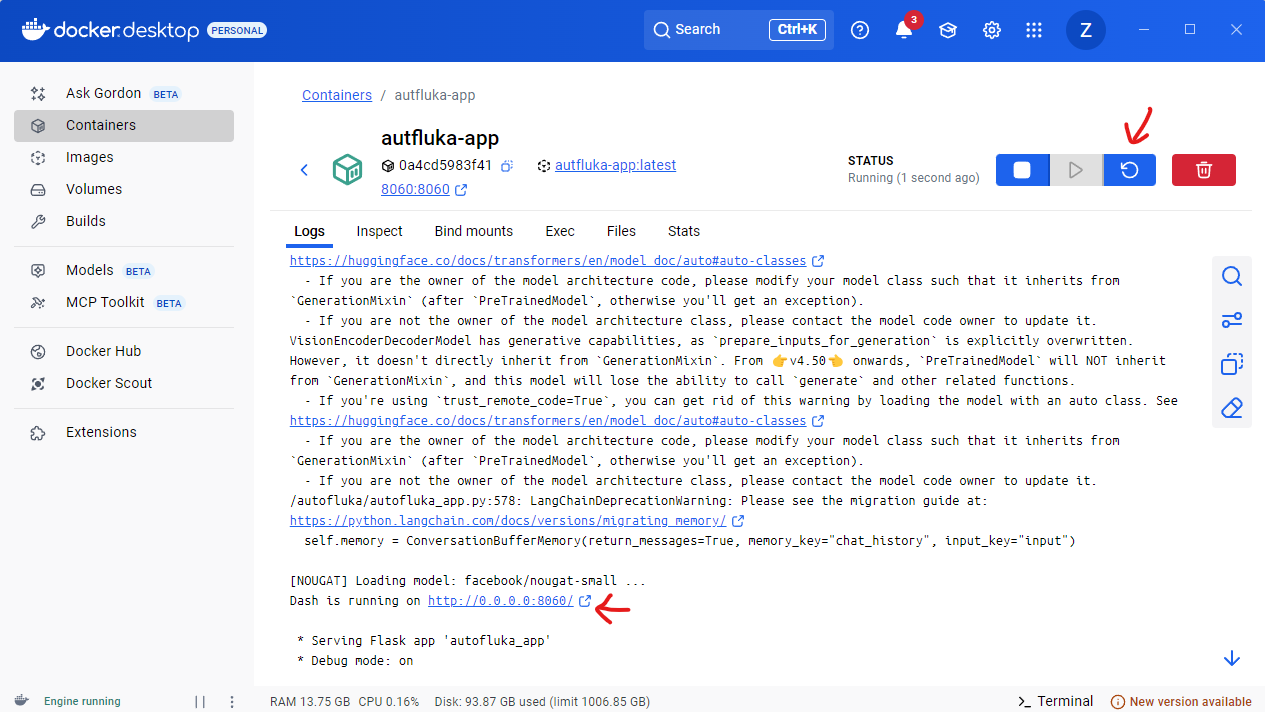 docker desktop PERSONAL
Search Ctrl+K
3
Z
Ask Gordon BETA
Containers
Images
Volumes
Builds
Models BETA
MCP Toolkit BETA
Docker Hub
Docker Scout
Extensions
Containers / autfluka-app
autfluka-app
0a4cd5983f41
autfluka-app:latest
8060:8060
STATUS
Running (1 second ago)
Logs Inspect Bind mounts Exec Files Stats
https://huggingface.co/docs/transformers/en/model_doc/auto#auto-classes
- If you are the owner of the model architecture code, please modify your model class such that it inherits from
`GenerationMixin` (after `PreTrainedModel`, otherwise you'll get an exception).
- If you are not the owner of the model architecture class, please contact the model code owner to update it.
VisionEncoderDecoderModel has generative capabilities, as `prepare_inputs_for_generation` is explicitly overwritten.
However, it doesn't directly inherit from `GenerationMixin`. From 👉v4.50👈 onwards, `PreTrainedModel` will NOT inherit
from `GenerationMixin`, and this model will lose the ability to call `generate` and other related functions.
- If you're using `trust_remote_code=True`, you can get rid of this warning by loading the model with an auto class. See
https://huggingface.co/docs/transformers/en/model_doc/auto#auto-classes
- If you are the owner of the model architecture code, please modify your model class such that it inherits from
`GenerationMixin` (after `PreTrainedModel`, otherwise you'll get an exception).
- If you are not the owner of the model architecture class, please contact the model code owner to update it.
/autofluka/autofluka_app.py:578: LangChainDeprecationWarning: Please see the migration guide at:
https://python.langchain.com/docs/versions/migrating_memory/
self.memory = ConversationBufferMemory(return_messages=True, memory_key="chat_history", input_key="input")
[NOUGAT] Loading model: facebook/nougat-small ...
Dash is running on http://0.0.0.0:8060/
* Serving Flask app 'autofluka_app'
* Debug mode: on
Engine running
RAM 13.75 GB CPU 0.16% Disk: 93.87 GB used (limit 1006.85 GB)
Terminal
New version available